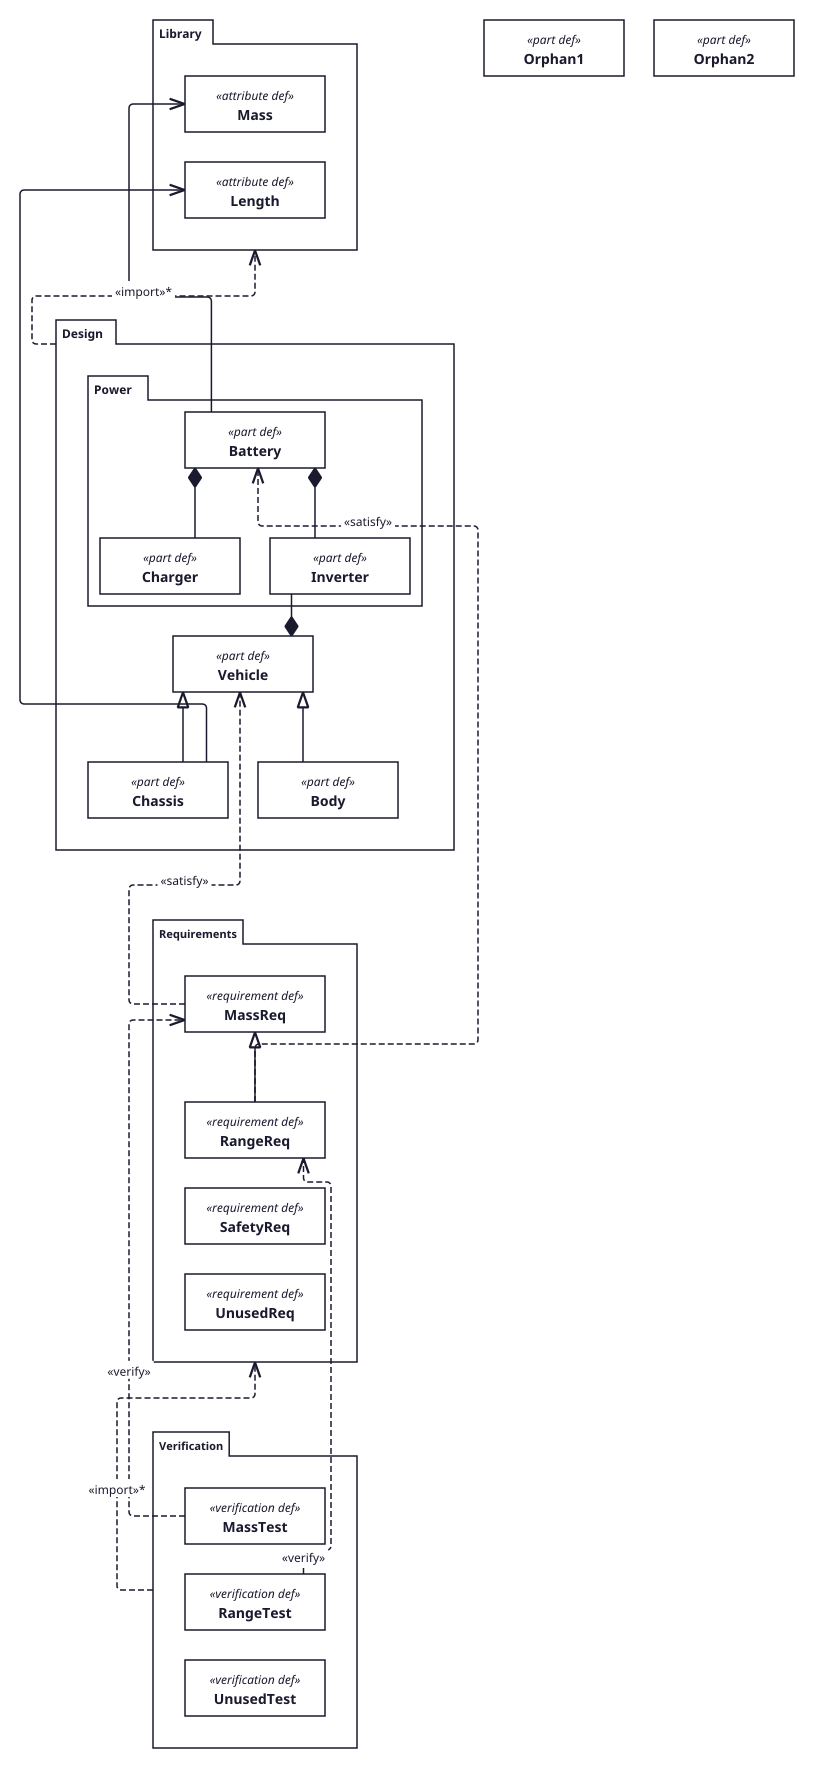 Library
«part def»
Orphan1
«part def»
Orphan2
«attribute def»
Mass
«attribute def»
Length
«import»*
Design
Power
«part def»
Battery
«satisfy»
«part def»
Charger
«part def»
Inverter
«part def»
Vehicle
«part def»
Chassis
«part def»
Body
«satisfy»
Requirements
«requirement def»
MassReq
«requirement def»
RangeReq
«requirement def»
SafetyReq
«requirement def»
UnusedReq
«verify»
Verification
«import»*
«verification def»
MassTest
«verify»
«verification def»
RangeTest
«verification def»
UnusedTest